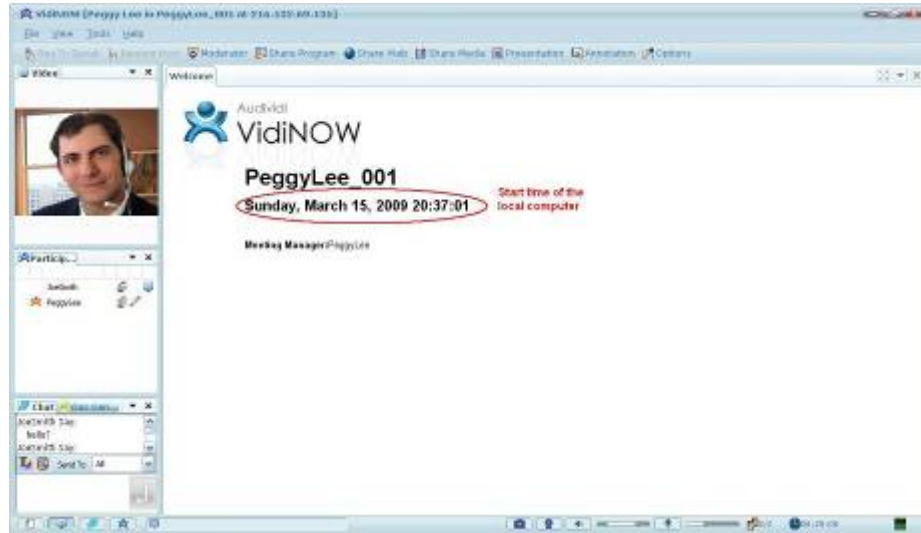 VidiNOW [Peggy Lee in PeggyLee_001 at
File View Tools Help
Moderator Share Program Share Web Share Media Presentation Annotation Options
Video
Welcome
Audividi
VidiNOW
PeggyLee_001
Sunday, March 15, 2009 20:37:01
Start time of the
local computer
Meeting Manager:PeggyLee
Particip...
JoeSmith
PeggyLee
Chat
JoeSmith Say:
hello?
JoeSmith Say:
Send To All